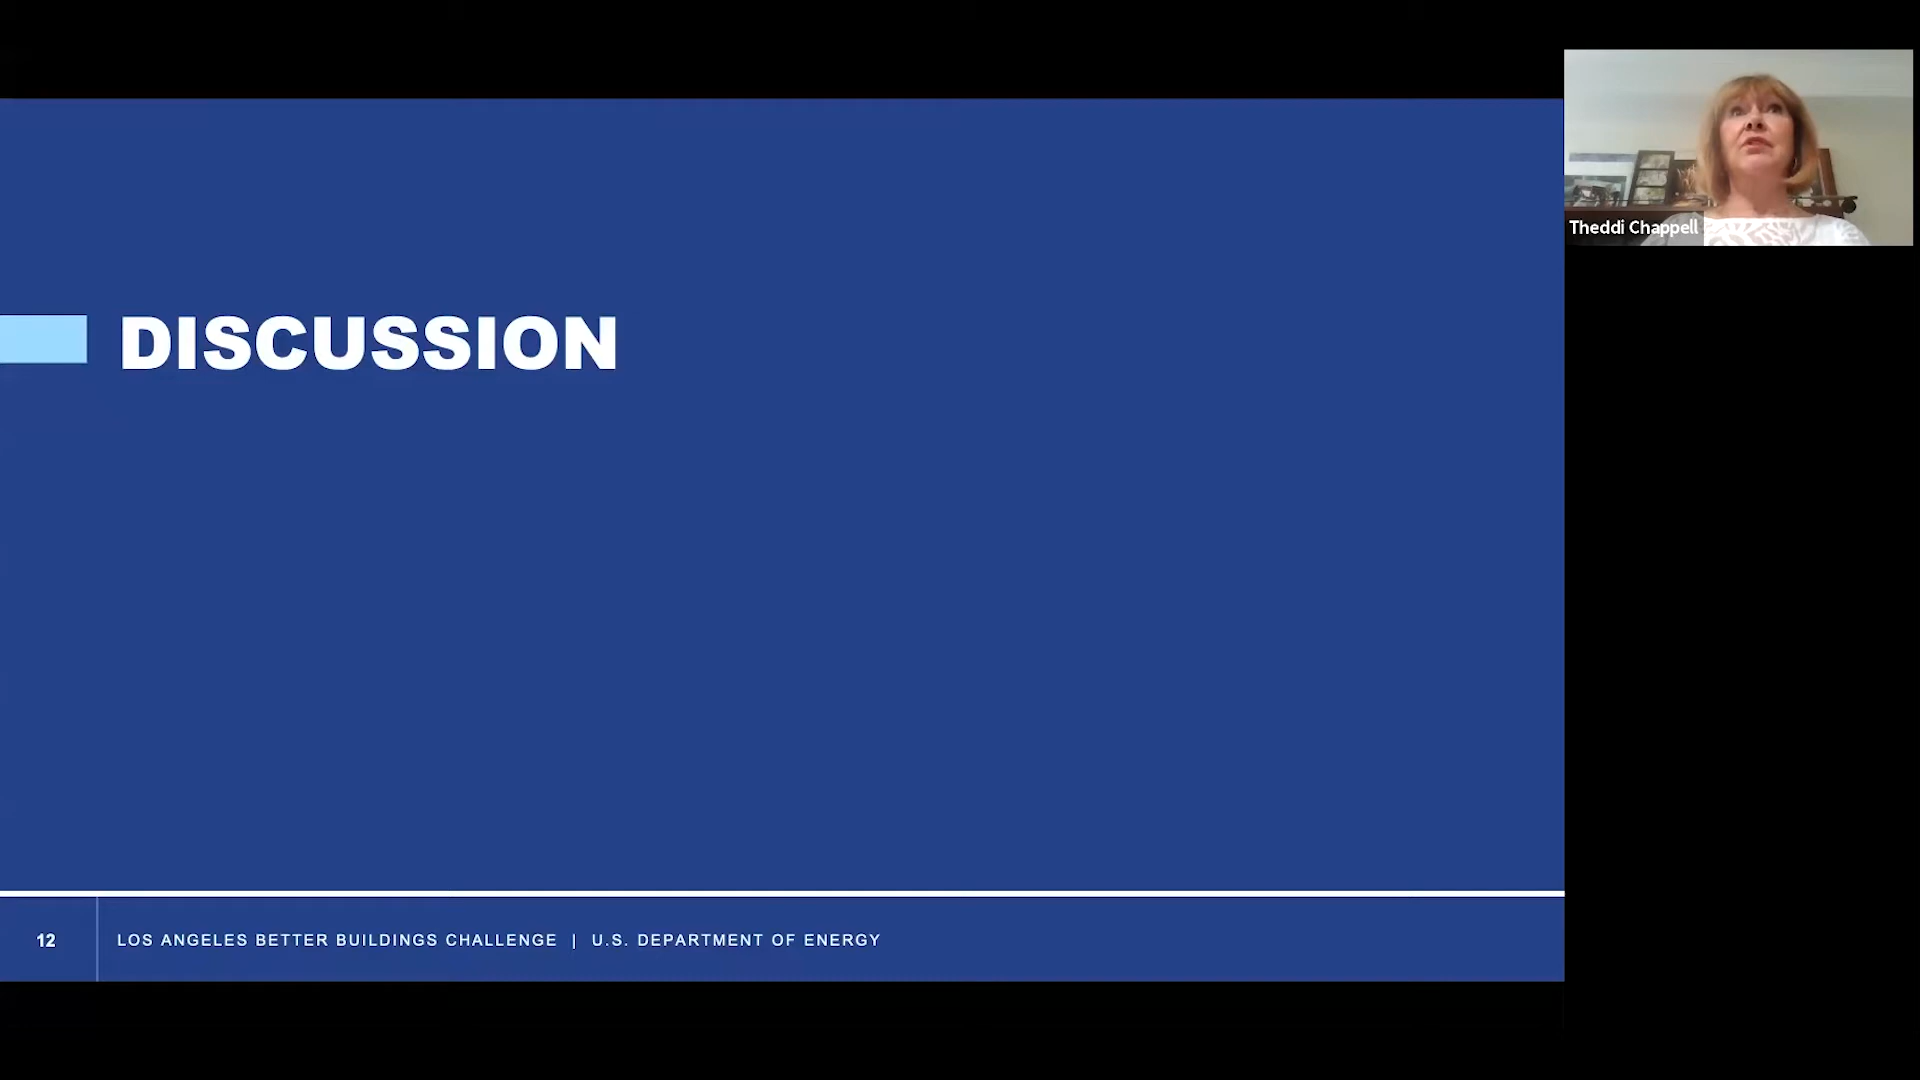 Theddi Chappell
DISCUSSION
12
LOS ANGELES BETTER BUILDINGS CHALLENGE | U.S. DEPARTMENT OF ENERGY